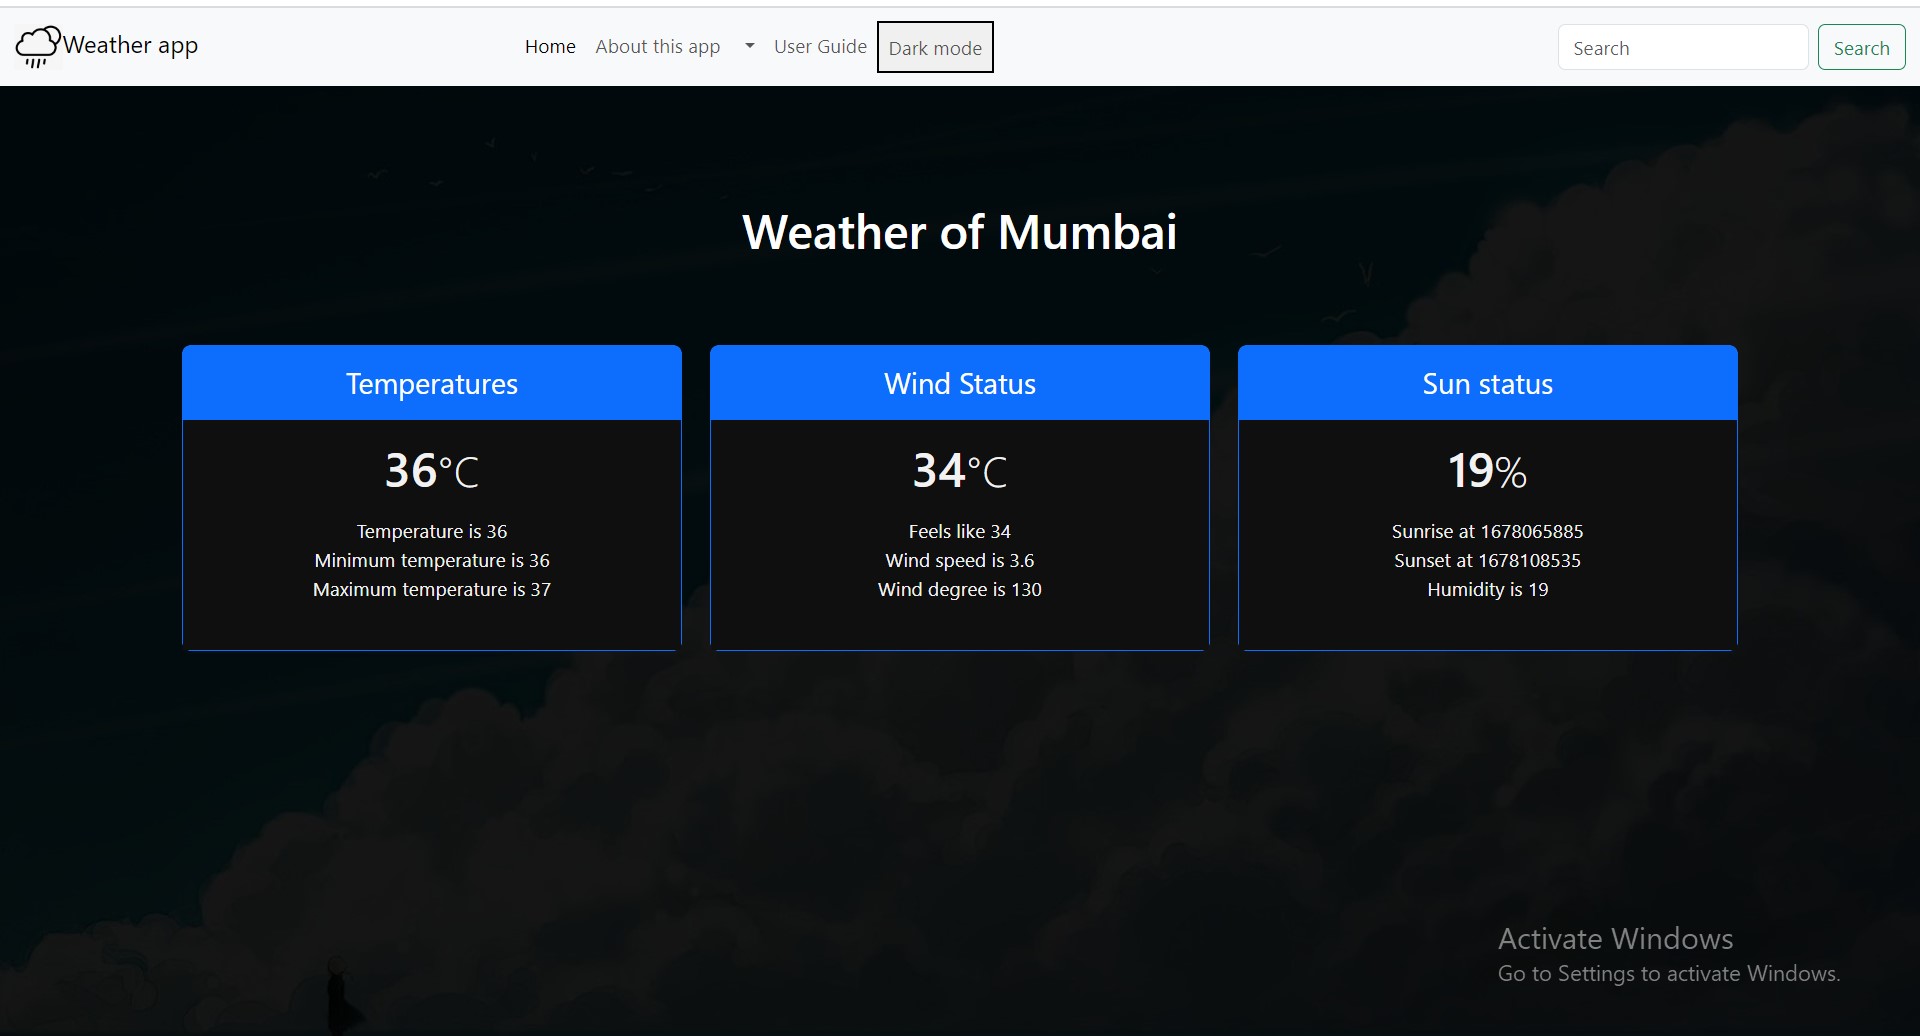 Weather app
Home About this app User Guide Dark mode
Search Search
Weather of Mumbai
Temperatures
36°C
Temperature is 36
Minimum temperature is 36
Maximum temperature is 37
Wind Status
34°C
Feels like 34
Wind speed is 3.6
Wind degree is 130
Sun status
19%
Sunrise at 1678065885
Sunset at 1678108535
Humidity is 19
Activate Windows
Go to Settings to activate Windows.